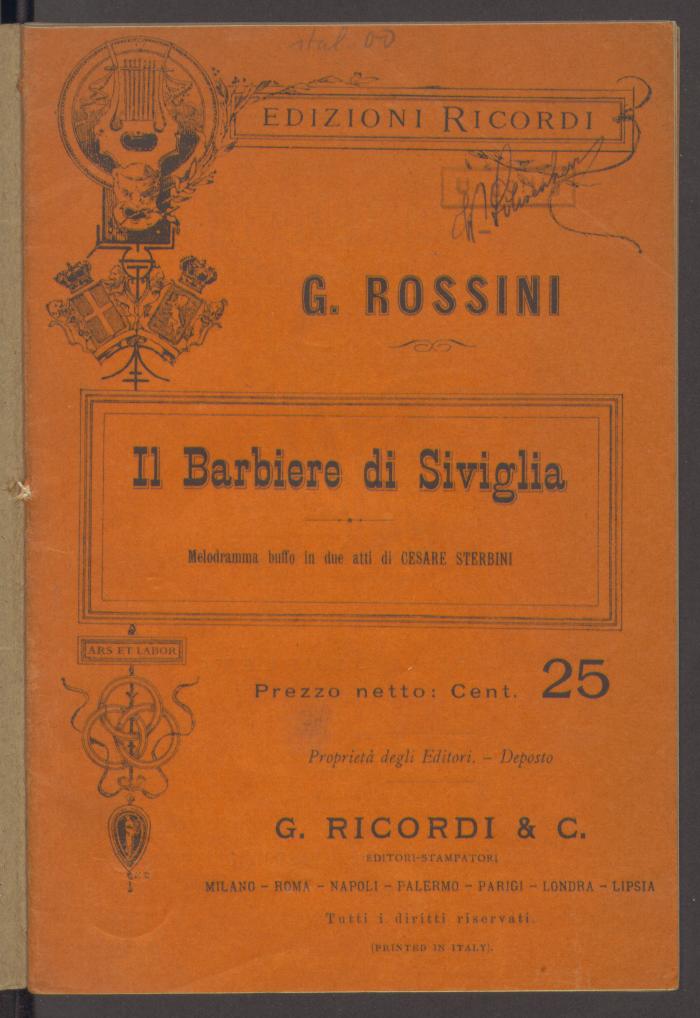 EDIZIONI RICORDI
G. ROSSINI
Il Barbiere di Siviglia
Melodramma buffo in due atti di CESARE STERBINI
ARS ET LABOR
Prezzo netto: Cent. 25
Proprietà degli Editori. – Deposto
G. RICORDI & C.
EDITORI-STAMPATORI
MILANO – ROMA – NAPOLI – PALERMO – PARIGI – LONDRA – LIPSIA
Tutti i diritti riservati.
(PRINTED IN ITALY).